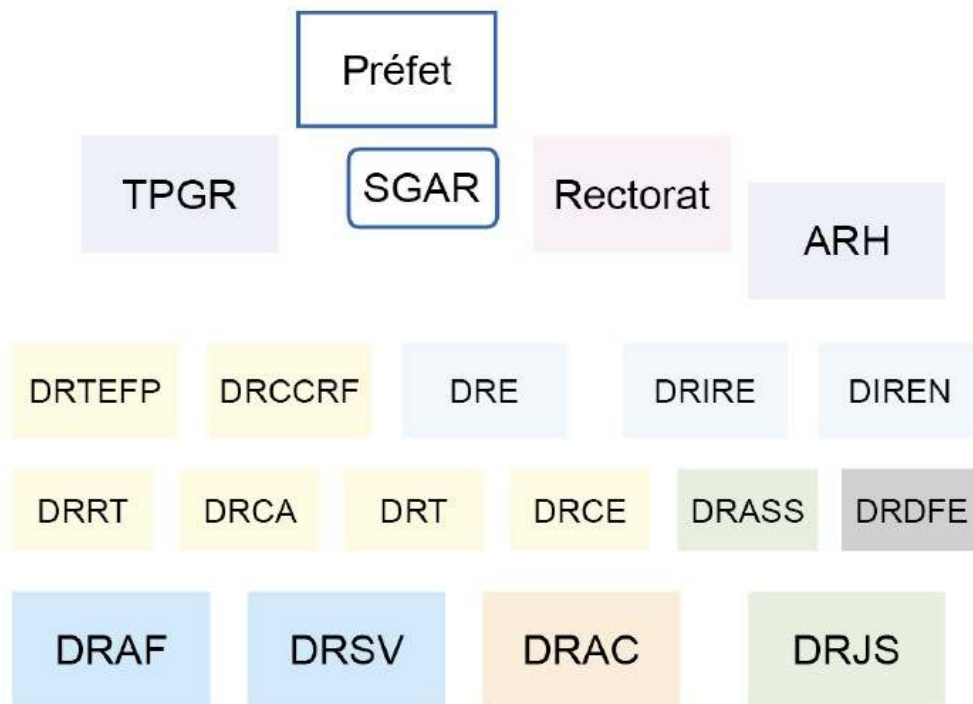 Préfet
TPGR
SGAR
Rectorat
ARH
DRTEFP
DRCCRF
DRE
DRIRE
DIREN
DRRT
DRCA
DRT
DRCE
DRASS
DRDFE
DRAF
DRSV
DRAC
DRJS